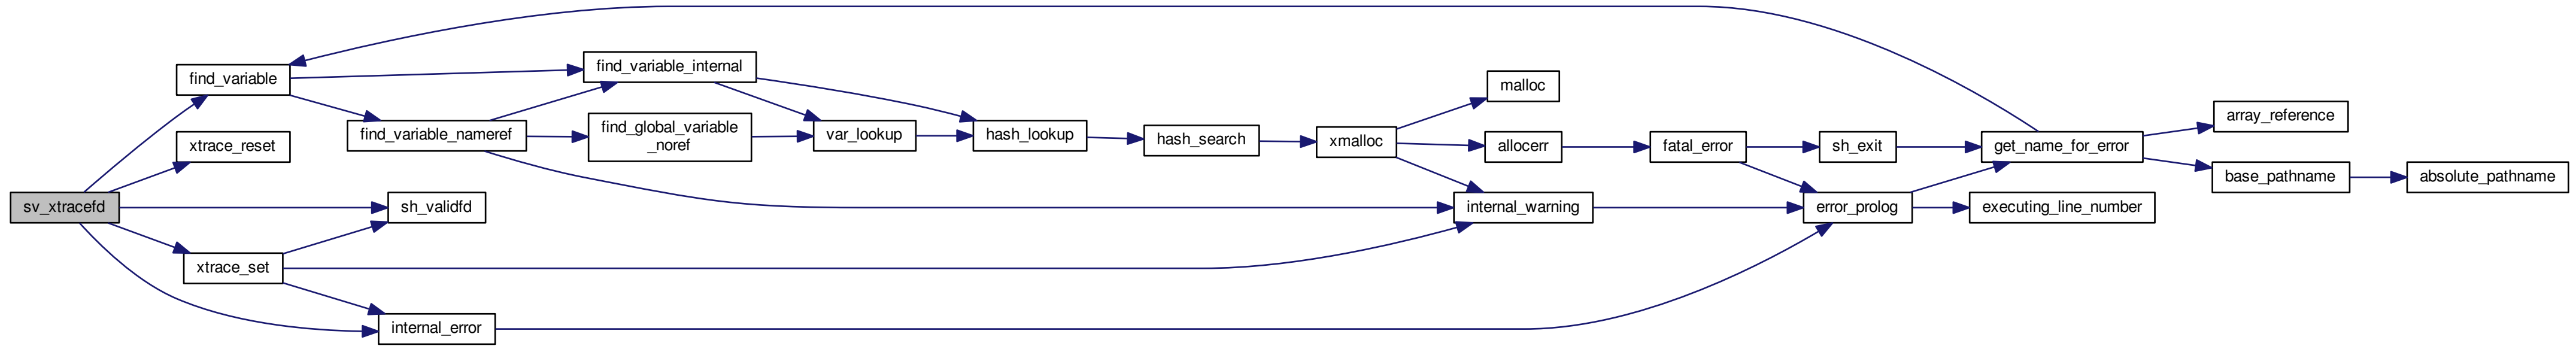 sv_xtracefd
find_variable
xtrace_reset
xtrace_set
find_variable_nameref
sh_validfd
internal_error
find_variable_internal
find_global_variable
_noref
var_lookup
hash_lookup
hash_search
xmalloc
malloc
allocerr
internal_warning
fatal_error
sh_exit
error_prolog
get_name_for_error
executing_line_number
array_reference
base_pathname
absolute_pathname